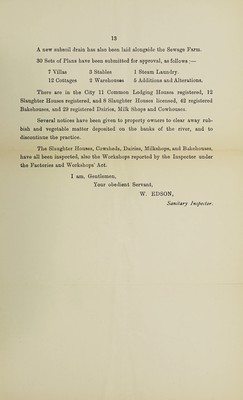 13
A new subsoil drain has also been laid alongside the Sewage Farm.
30 Sets of Plans have been submitted for approval, as follows :—
7 Villas 3 Stables 1 Steam Laundry.
12 Cottages 2 Warehouses 5 Additions and Alterations.
There are in the City 11 Common Lodging Houses registered, 12
Slaughter Houses registered, and 8 Slaughter Houses licensed, 42 registered
Bakehouses, and 29 registered Dairies, Milk Shops and Cowhouses.
Several notices have been given to property owners to clear away rub-
bish and vegetable matter deposited on the banks of the river, and to
discontinue the practice.
The Slaughter Houses, Cowsheds, Dairies, Milkshops, and Bakehouses,
have all been inspected, also the Workshops reported by the Inspector under
the Factories and Workshops' Act.
I am, Gentlemen,
Your obedient Servant,
W. EDSON,
Sanitary Inspector.